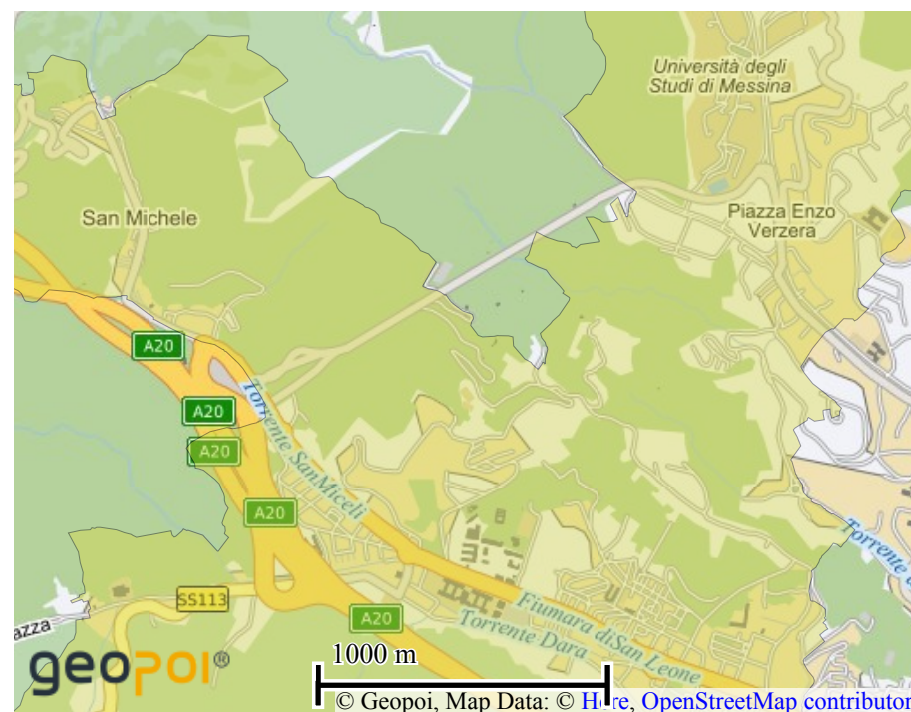 Università degli
Studi di Messina
San Michele
Piazza Enzo
Verzera
A20
A20
A20
Torrente SanMiceli
A20
Torrente
SS113
A20
Fiumara diSan Leone
Torrente Dara
azza
geopoi®
1000 m
© Geopoi, Map Data: © Here, OpenStreetMap contributor